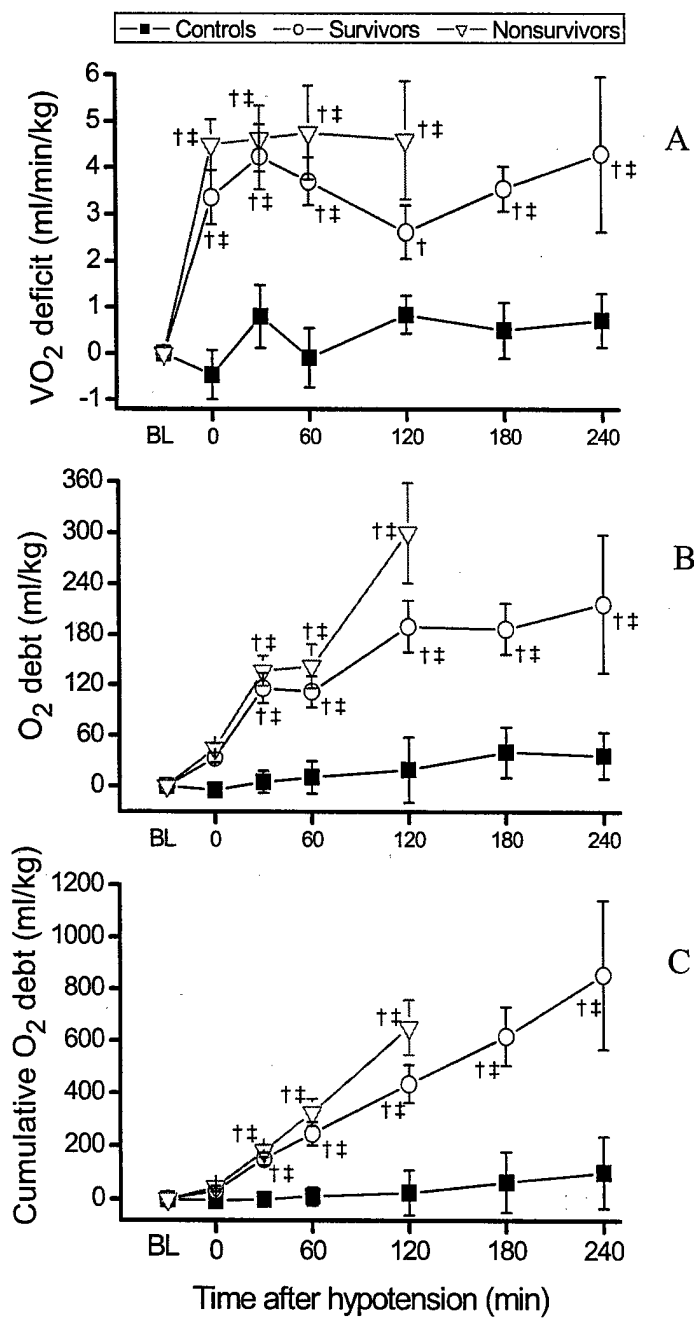 Controls Survivors Nonsurvivors
A
VO2 deficit (ml/min/kg)
6
5
4
3
2
1
0
-1
†‡ †‡ †‡ †‡
†‡ †‡ †‡ † †‡ †‡
BL 0 60 120 180 240
B
O2 debt (ml/kg)
360
300
240
180
120
60
0
†‡ †‡ †‡
†‡ †‡ †‡ †‡ †‡
BL 0 60 120 180 240
C
Cumulative O2 debt (ml/kg)
1200
1000
800
600
400
200
0
†‡ †‡ †‡
†‡ †‡ †‡ †‡ †‡
BL 0 60 120 180 240
Time after hypotension (min)